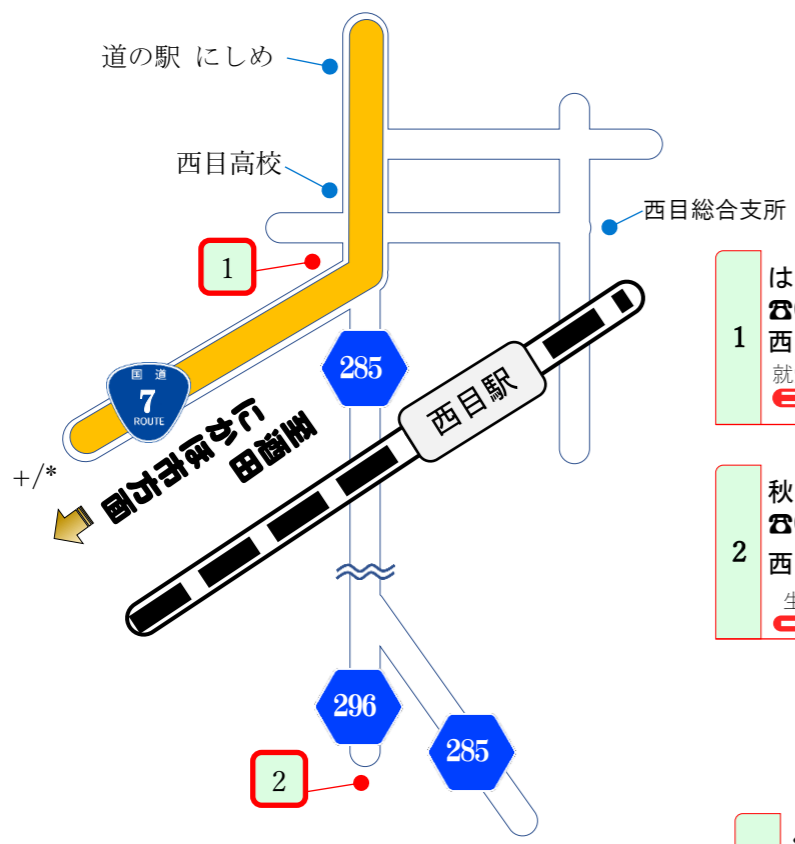 道の駅 にしめ
西目高校
西目総合支所
1
285
国道
7
ROUTE
西目駅
至酒田
にかほ市方面
+/*
296
285
2
1
は
☎
西
就
2
秋
☎
西
生